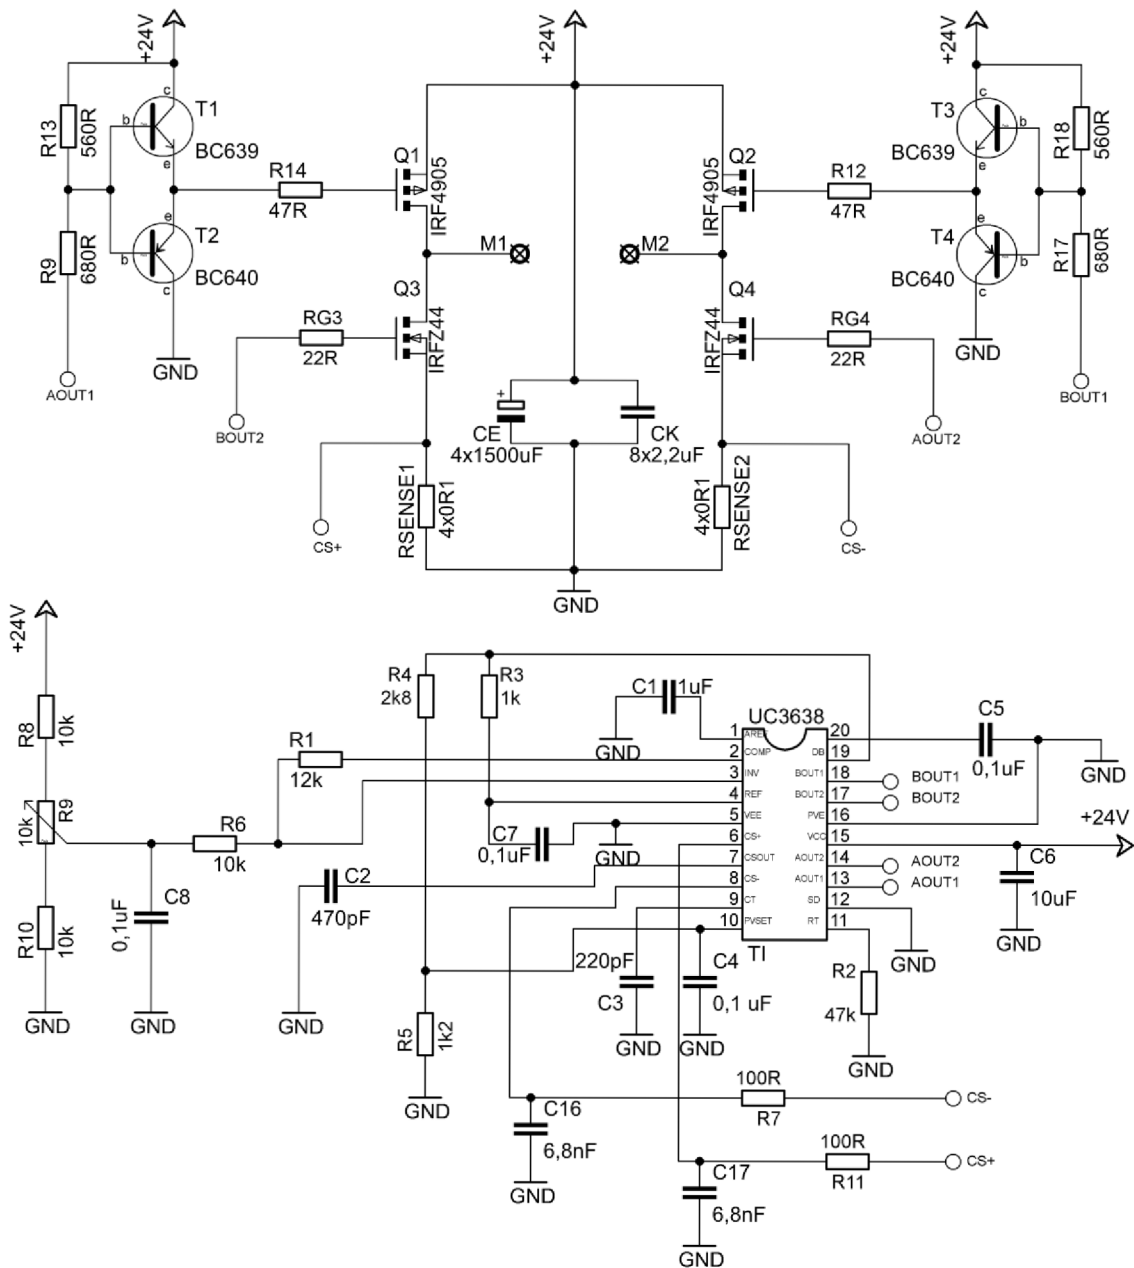 +24V
+24V
+24V
c
T1
b
BC639
e
R13
560R
R14
47R
Q1
IRF4905
Q2
IRF4905
R12
47R
c
T3
b
BC639
e
R18
560R
e
T2
b
BC640
c
R9
680R
M1
M2
e
T4
b
BC640
c
R17
680R
Q3
IRFZ44
Q4
IRFZ44
RG3
22R
RG4
22R
GND
GND
AOUT1
BOUT2
BOUT1
AOUT2
+
CE
4x1500uF
CK
8x2,2uF
RSENSE1
4x0R1
4x0R1
RSENSE2
CS+
CS-
GND
+24V
R8
10k
10k
R9
R10
10k
GND
0,1uF
C8
GND
R6
10k
R1
12k
R4
2k8
R3
1k
C1
1uF
GND
C7
0,1uF
GND
C2
470pF
GND
R5
1k2
GND
220pF
C3
GND
C4
0,1 uF
GND
UC3638
1
AREF
2
COMP
3
INV
4
REF
5
VEE
6
CS+
7
CSOUT
8
CS-
9
CT
10
PVSET
20
19
DB
18
BOUT1
17
BOUT2
16
PVE
15
VCC
14
AOUT2
13
AOUT1
12
SD
11
RT
TI
C5
0,1uF
GND
BOUT1
BOUT2
+24V
AOUT2
AOUT1
C6
10uF
GND
GND
R2
47k
GND
100R
R7
CS-
C16
6,8nF
GND
100R
R11
CS+
C17
6,8nF
GND